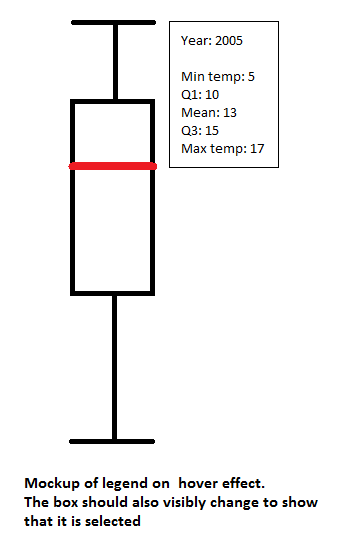 Year: 2005
Min temp: 5
Q1: 10
Mean: 13
Q3: 15
Max temp: 17
Mockup of legend on hover effect.
The box should also visibly change to show
that it is selected